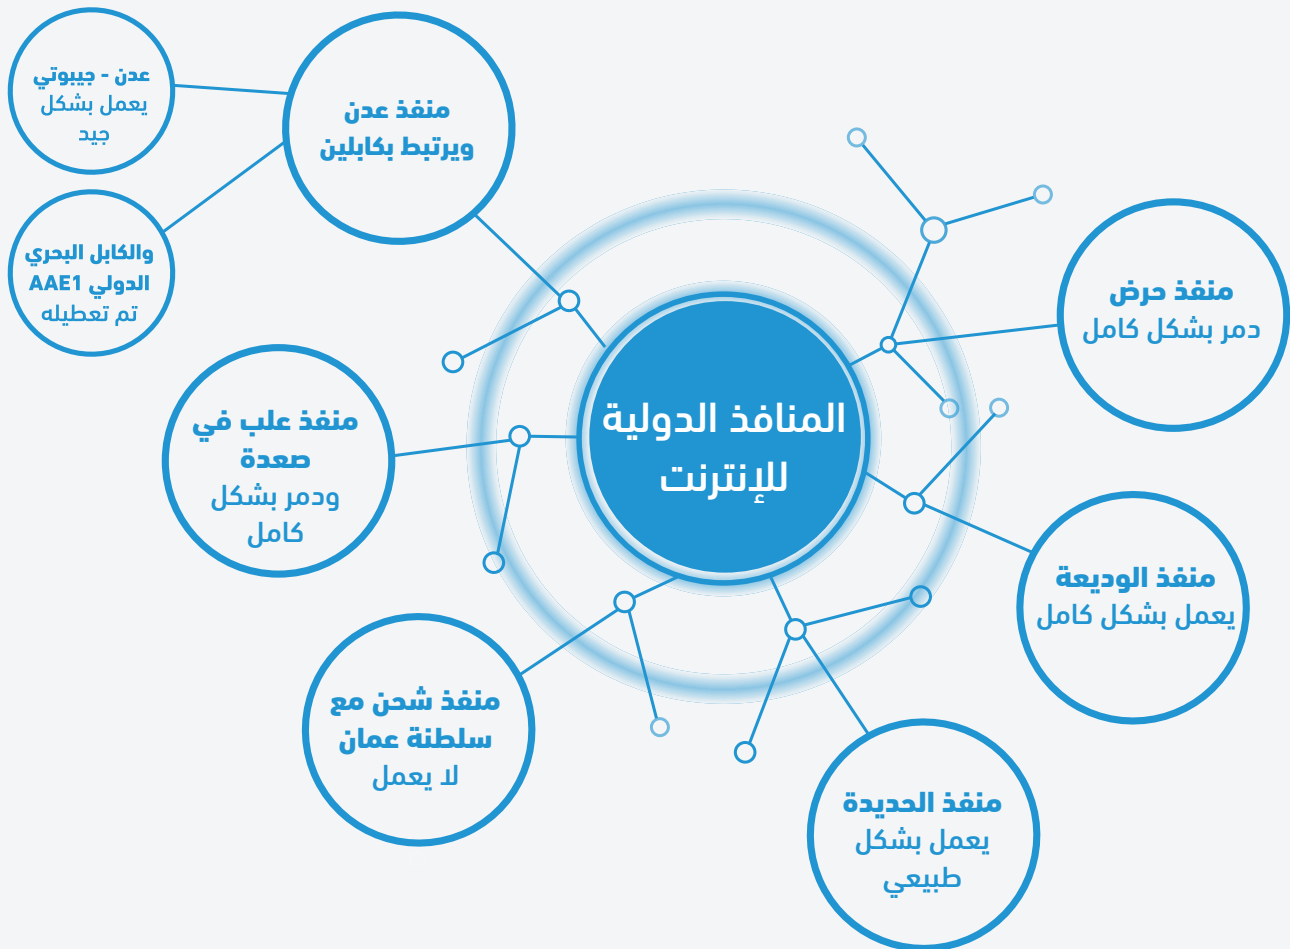 المنافذ الدولية
للإنترنت
منفذ حرض
دمر بشكل كامل
منفذ الوديعة
يعمل بشكل كامل
منفذ الحديدة
يعمل بشكل
طبيعي
منفذ شحن مع
سلطنة عمان
لا يعمل
منفذ علب في
صعدة
ودمر بشكل
كامل
منفذ عدن
ويرتبط بكابلين
عدن - جيبوتي
يعمل بشكل
جيد
والكابل البحري
الدولي AAE1
تم تعطيله